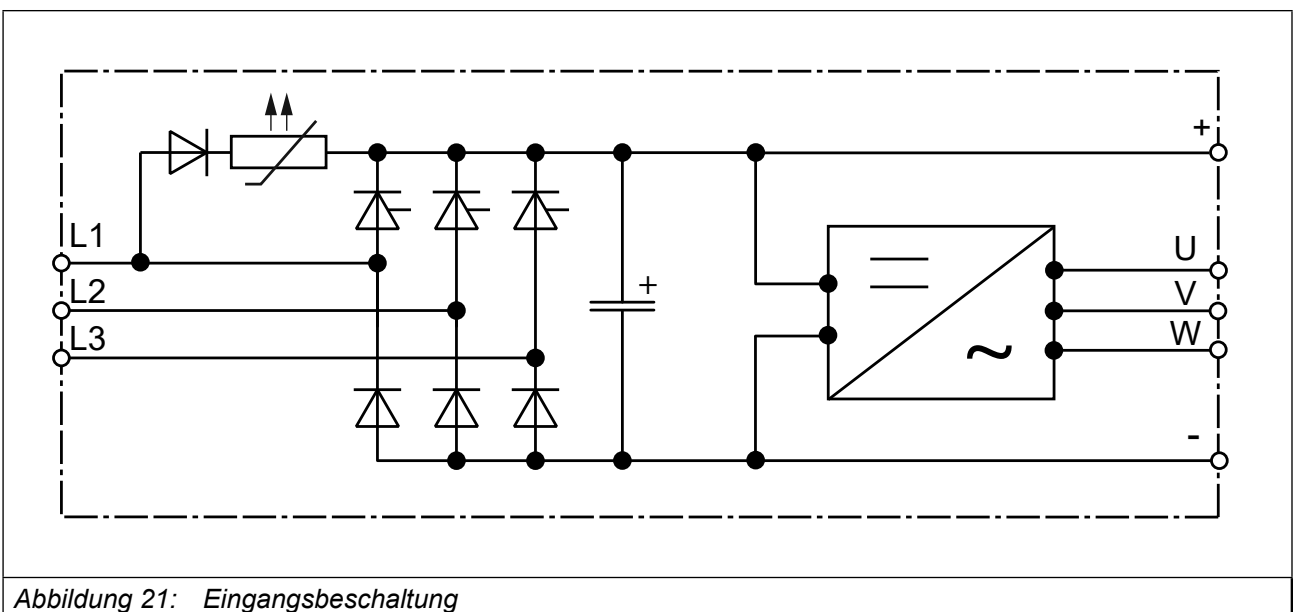 +
L1
L2
L3
+
U
V
W
~
-
Abbildung 21: Eingangsbeschaltung